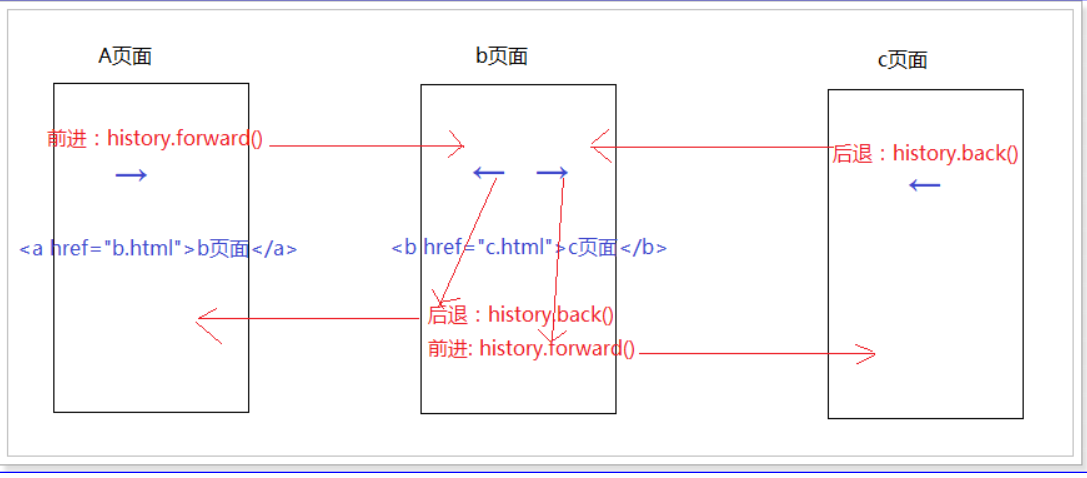 A页面
b页面
c页面
前进：history.forward()
后退：history.back()
→
← →
←
<a href="b.html">b页面</a>
<b href="c.html">c页面</b>
后退：history.back()
前进: history.forward()